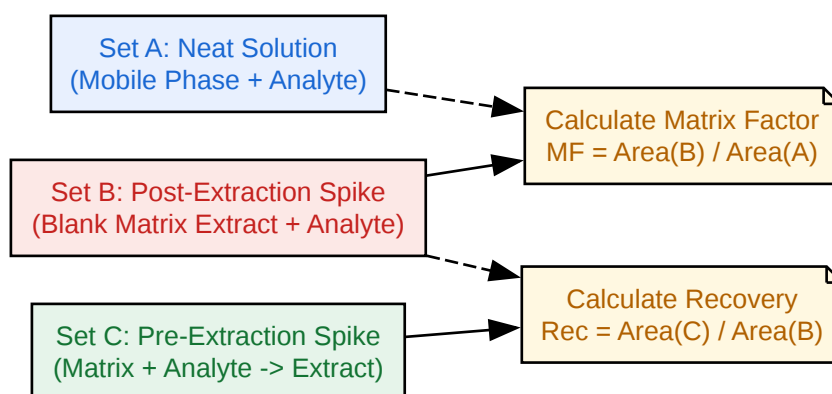 Set A: Neat Solution
(Mobile Phase + Analyte)
Calculate Matrix Factor
MF = Area(B) / Area(A)
Set B: Post-Extraction Spike
(Blank Matrix Extract + Analyte)
Calculate Recovery
Rec = Area(C) / Area(B)
Set C: Pre-Extraction Spike
(Matrix + Analyte -> Extract)